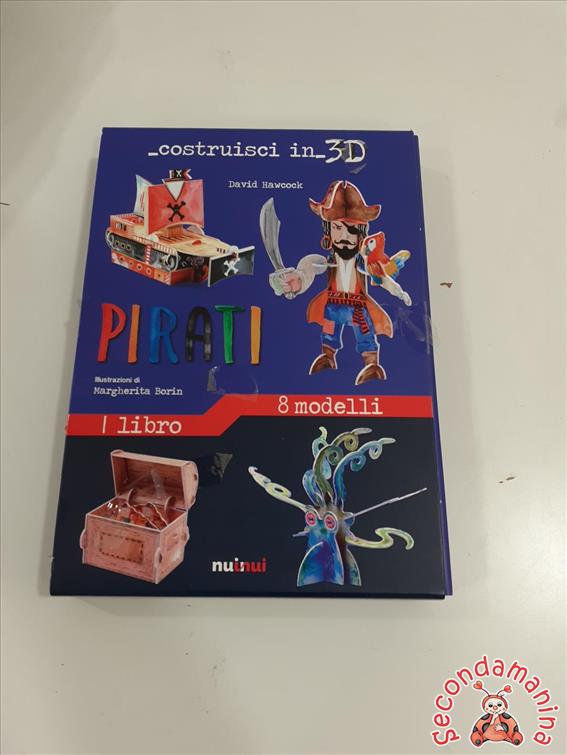 _costruisci in_3D
David Hawcock
PIRATI
Illustrazioni di
Margherita Borin
8 modelli
1 libro
nuinui
Secondamanina